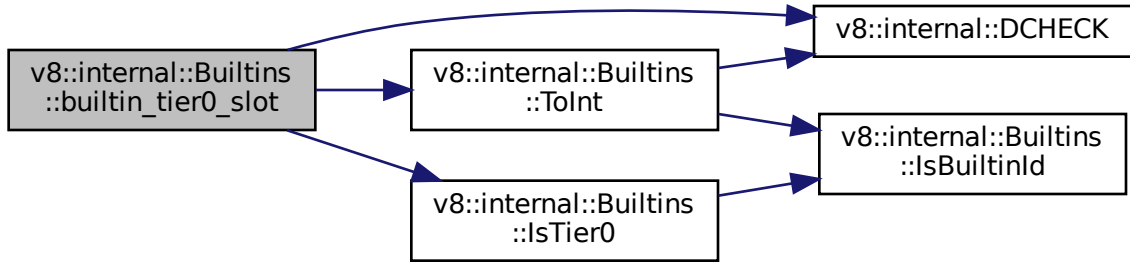 v8::internal::Builtins
::builtin_tier0_slot
v8::internal::DCHECK
v8::internal::Builtins
::ToInt
v8::internal::Builtins
::IsBuiltinId
v8::internal::Builtins
::IsTier0